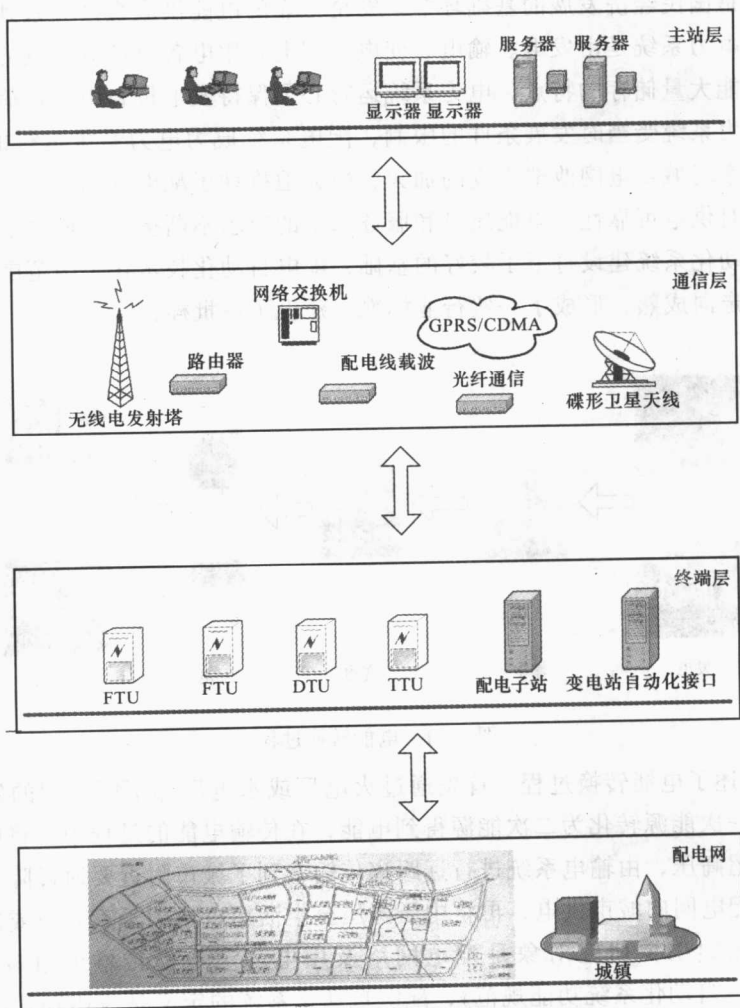 主站层
服务器 服务器
显示器 显示器
通信层
网络交换机
GPRS/CDMA
路由器
配电线载波
光纤通信
无线电发射塔
碟形卫星天线
终端层
FTU
FTU
DTU
TTU
配电子站
变电站自动化接口
配电网
城镇